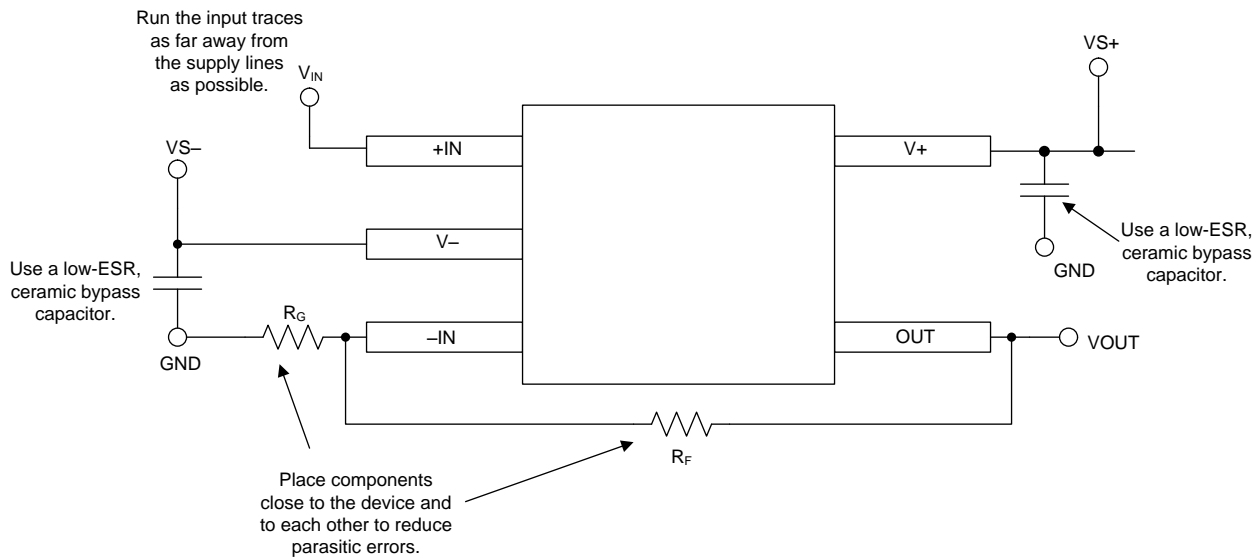 Run the input traces
as far away from
the supply lines
as possible.
VIN
VS+
VS–
+IN
V+
V–
Use a low-ESR,
ceramic bypass
capacitor.
GND
Use a low-ESR,
ceramic bypass
capacitor.
RG
–IN
OUT
VOUT
GND
RF
Place components
close to the device and
to each other to reduce
parasitic errors.